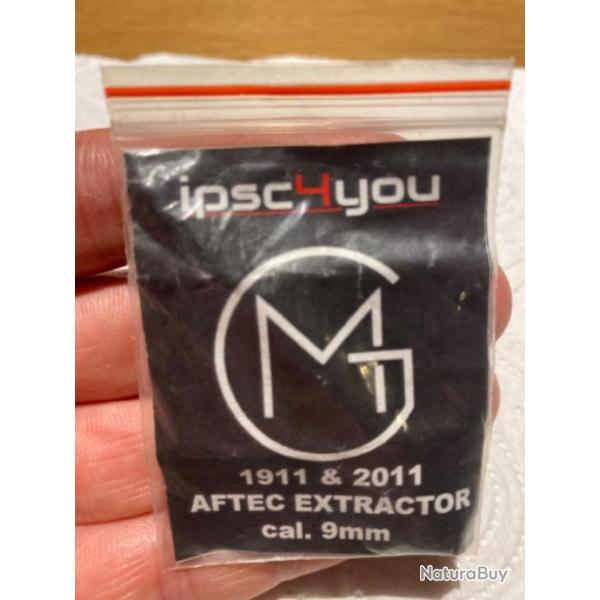 ipsc4you
MG
1911 & 2011
AFTEC EXTRACTOR
cal. 9mm
NaturaBuy